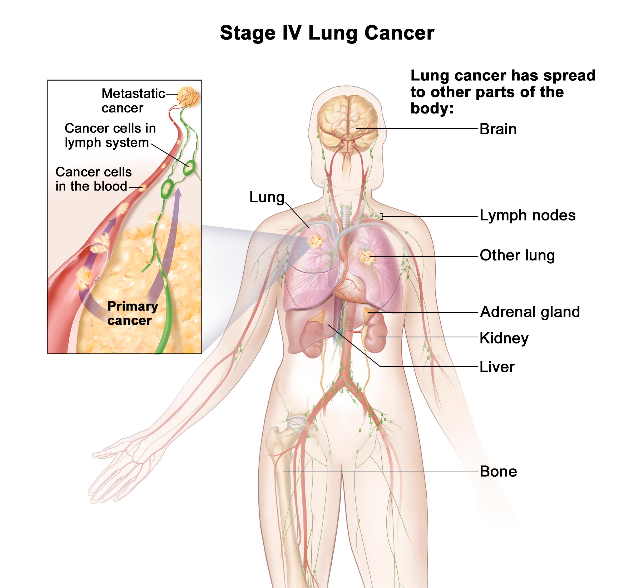 Stage IV Lung Cancer
Lung cancer has spread
to other parts of the
body:
Metastatic
cancer
Cancer cells in
lymph system
Cancer cells
in the blood
Primary
cancer
Lung
Brain
Lymph nodes
Other lung
Adrenal gland
Kidney
Liver
Bone